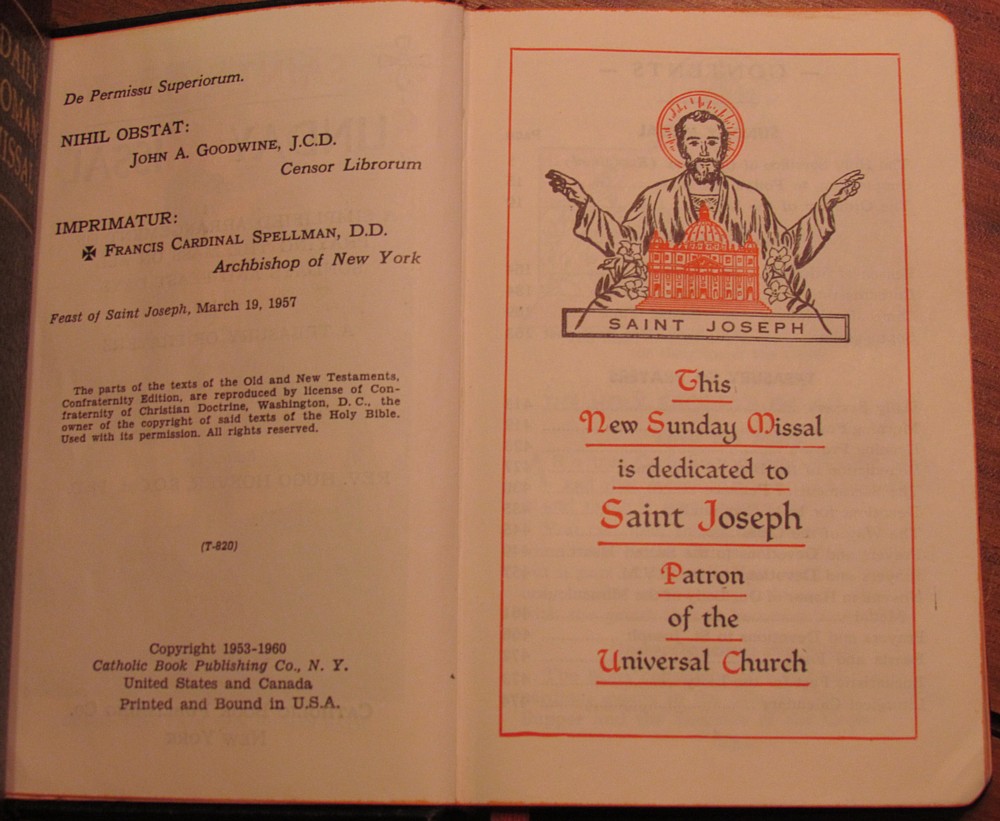 DAILY
De Permissu Superiorum.
NIHIL OBSTAT:
John A. Goodwine, J.C.D.
Censor Librorum
IMPRIMATUR:
✠ Francis Cardinal Spellman, D.D.
Archbishop of New York
Feast of Saint Joseph, March 19, 1957
The parts of the texts of the Old and New Testaments,
Confraternity Edition, are reproduced by license of Con-
fraternity of Christian Doctrine, Washington, D. C., the
owner of the copyright of said texts of the Holy Bible.
Used with its permission. All rights reserved.
(T-820)
Copyright 1953-1960
Catholic Book Publishing Co., N. Y.
United States and Canada
Printed and Bound in U.S.A.
SAINT JOSEPH
This
New Sunday Missal
is dedicated to
Saint Joseph
Patron
of the
Universal Church